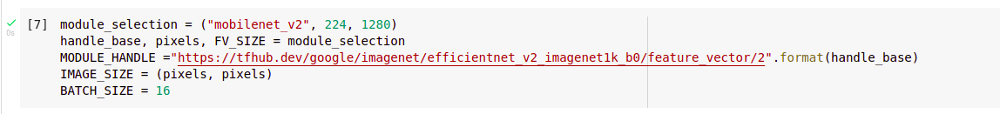 [7] module_selection = ("mobilenet_v2", 224, 1280)
0s
handle_base, pixels, FV_SIZE = module_selection
MODULE_HANDLE ="https://tfhub.dev/google/imagenet/efficientnet_v2_imagenet1k_b0/feature_vector/2".format(handle_base)
IMAGE_SIZE = (pixels, pixels)
BATCH_SIZE = 16